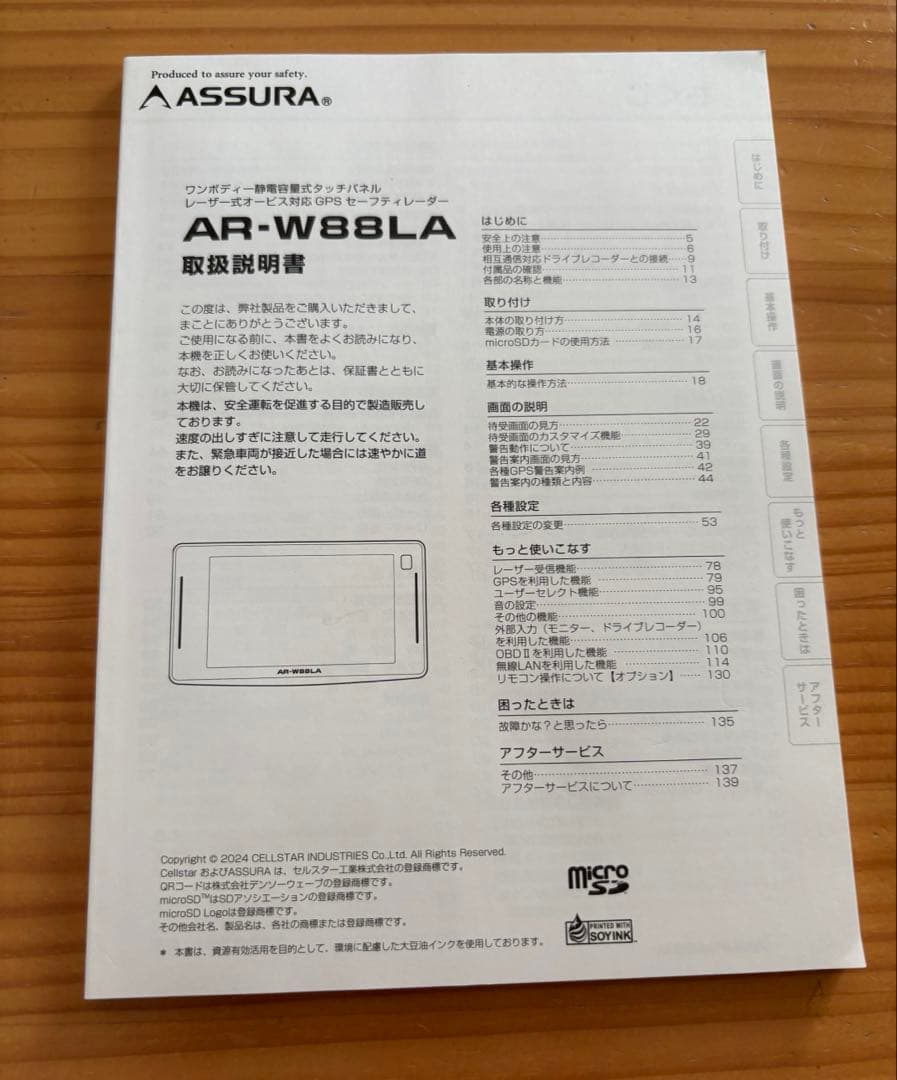 Produced to assure your safety.
ASSURA®
ワンボディー静電容量式タッチパネル
レーザー式オービス対応 GPS セーフティレーダー
AR-W88LA
取扱説明書
この度は、弊社製品をご購入いただきまして、
まことにありがとうございます。
ご使用になる前に、本書をよくお読みになり、
本機を正しくお使いください。
なお、お読みになったあとは、保証書とともに
大切に保管してください。
本機は、安全運転を促進する目的で製造販売し
ております。
速度の出しすぎに注意して走行してください。
また、緊急車両が接近した場合には速やかに道
をお譲りください。
AR-W88LA
はじめに
安全上の注意 5
使用上の注意 6
相互通信対応ドライブレコーダーとの接続 9
付属品の確認 11
各部の名称と機能 13
取り付け
本体の取り付け方 14
電源の取り方 16
microSDカードの使用方法 17
基本操作
基本的な操作方法 18
画面の説明
待受画面の見方 22
待受画面のカスタマイズ機能 29
警告動作について 39
警告案内画面の見方 41
各種GPS警告案内例 42
警告案内の種類と内容 44
各種設定
各種設定の変更 53
もっと使いこなす
レーザー受信機能 78
GPSを利用した機能 79
ユーザーセレクト機能 95
音の設定 99
その他の機能 100
外部入力（モニター、ドライブレコーダー）
を利用した機能 106
OBDⅡを利用した機能 110
無線LANを利用した機能 114
リモコン操作について【オプション】 130
困ったときは
故障かな？と思ったら 135
アフターサービス
その他 137
アフターサービスについて 139
はじめに
取り付け
基本操作
画面の説明
各種設定
もっと
使いこなす
困ったときは
アフター
サービス
Copyright © 2024 CELLSTAR INDUSTRIES Co.,Ltd. All Rights Reserved.
Cellstar およびASSURA は、セルスター工業株式会社の登録商標です。
QRコードは株式会社デンソーウェーブの登録商標です。
microSD™はSDアソシエーションの登録商標です。
microSD Logoは登録商標です。
その他会社名、製品名は、各社の商標または登録商標です。
* 本書は、資源有効活用を目的として、環境に配慮した大豆油インクを使用しております。
micro
SD
PRINTED WITH
SOY INK